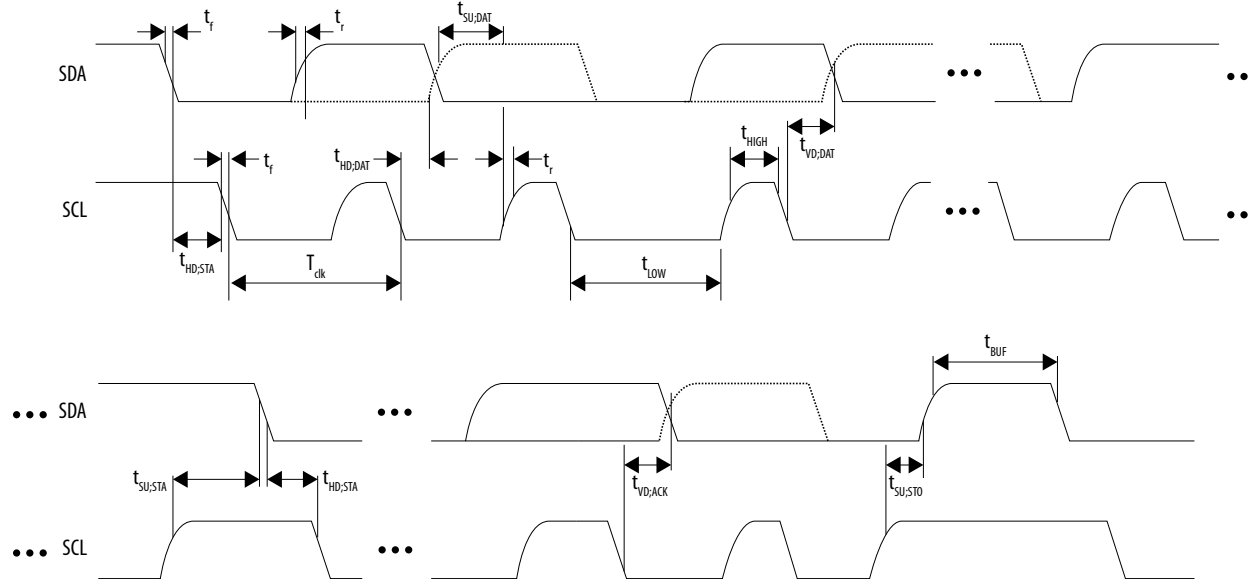 t_f t_r t_SU;DAT
SDA ••• ••
t_f t_HD;DAT t_r t_HIGH t_VD;DAT
SCL ••• ••
t_HD;STA T_clk t_LOW
t_BUF
••• SDA •••
t_SU;STA t_HD;STA t_VD;ACK t_SU;STO
••• SCL •••